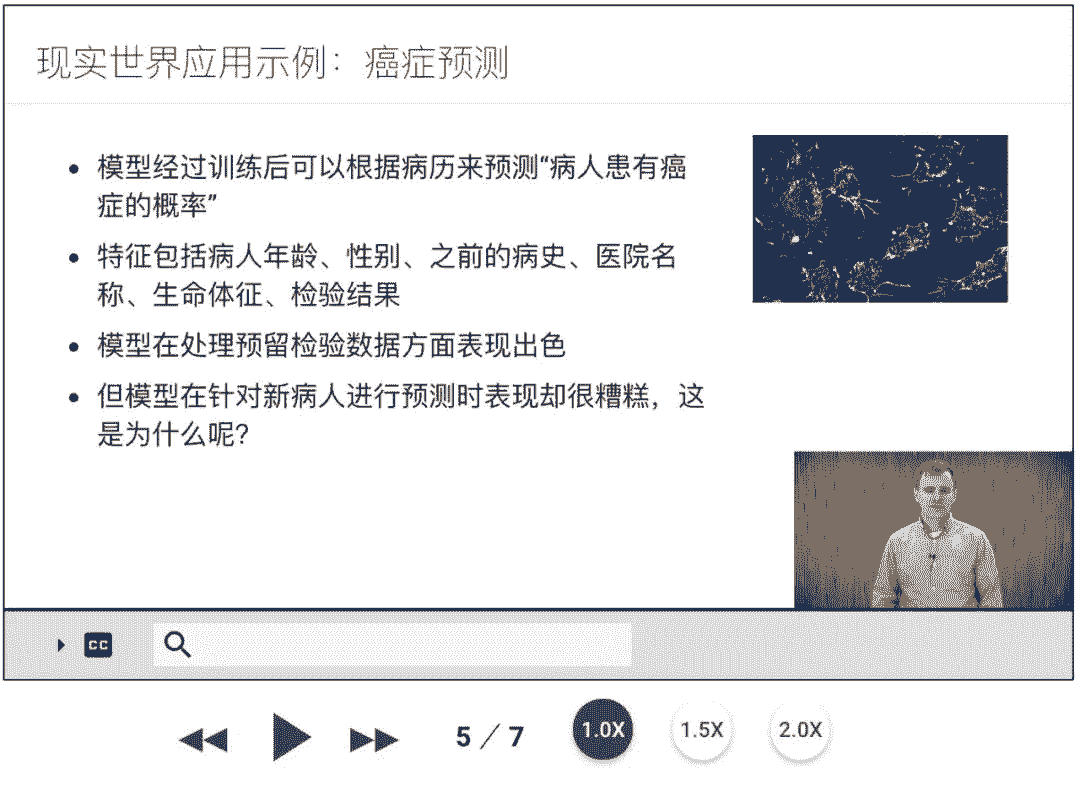 现实世界应用示例：癌症预测
模型经过训练后可以根据病历来预测“病人患有癌
症的概率”
特征包括病人年龄、性别、之前的病史、医院名
称、生命体征、检验结果
模型在处理预留检验数据方面表现出色
但模型在针对新病人进行预测时表现却很糟糕，这
是为什么呢?
CC
5 / 7
1.0X
1.5X
2.0X